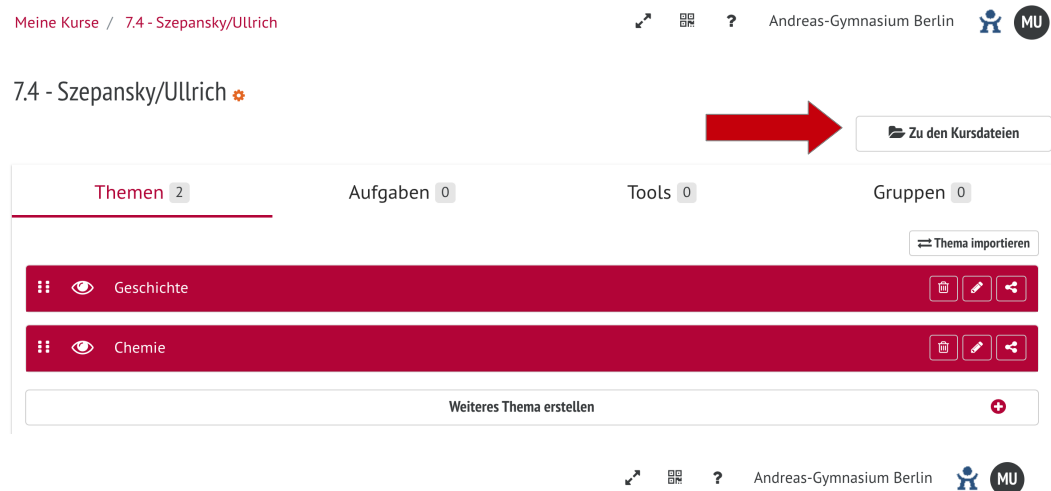 Meine Kurse / 7.4 - Szepansky/Ullrich
? Andreas-Gymnasium Berlin MU
7.4 - Szepansky/Ullrich
Zu den Kursdateien
Themen 2 Aufgaben 0 Tools 0 Gruppen 0
Thema importieren
Geschichte
Chemie
Weiteres Thema erstellen
? Andreas-Gymnasium Berlin MU